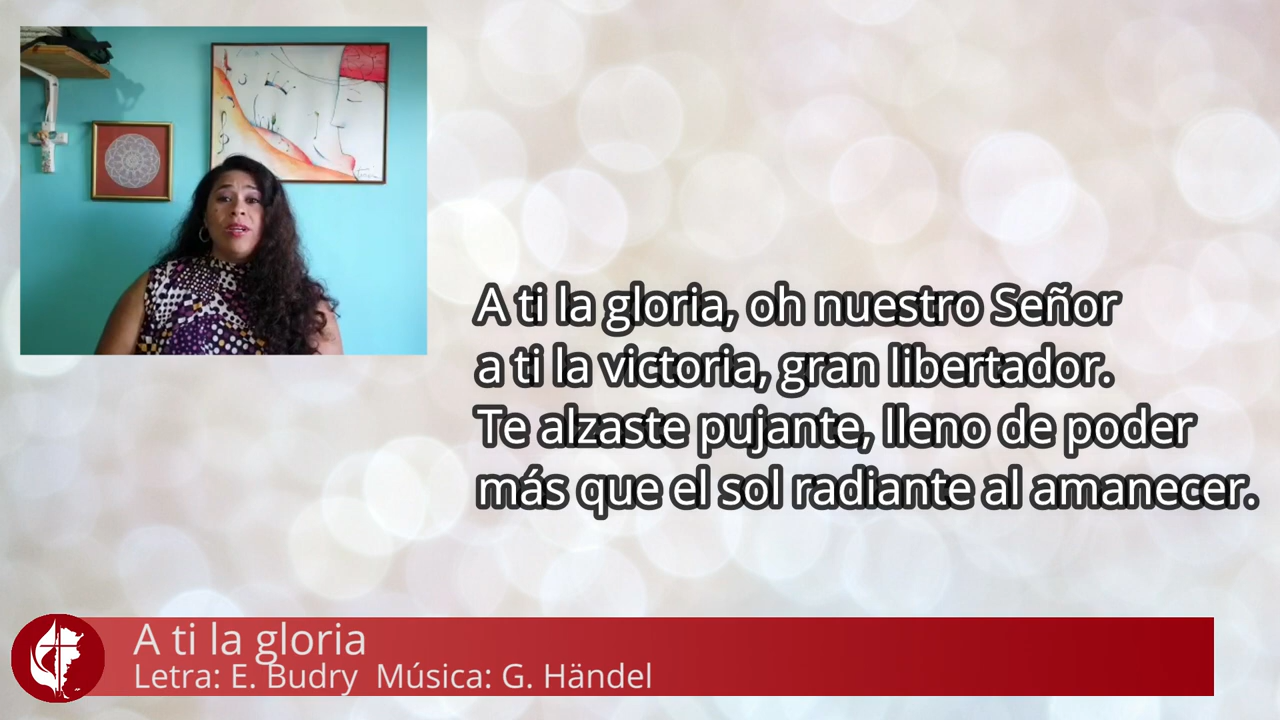 A ti la gloria, oh nuestro Señor
a ti la victoria, gran libertador.
Te alzaste pujante, lleno de poder
más que el sol radiante al amanecer.
A ti la gloria
Letra: E. Budry Música: G. Händel